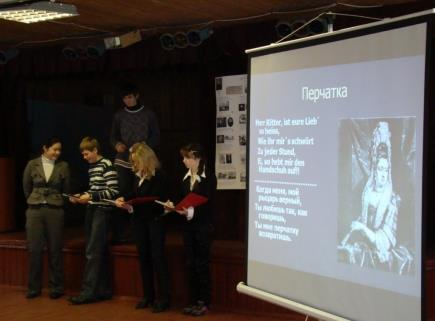 Перчатка
Herr Ritter, ist eure Lieb`
so heiss,
Wie ihr mir`s schwört
Zu jeder Stund,
E, so hebt mir den
Handschuh auf!!
Когда меня, мой
рыцарь верный,
Ты любишь так, как
говоришь,
Ты мне перчатку
возвратишь.